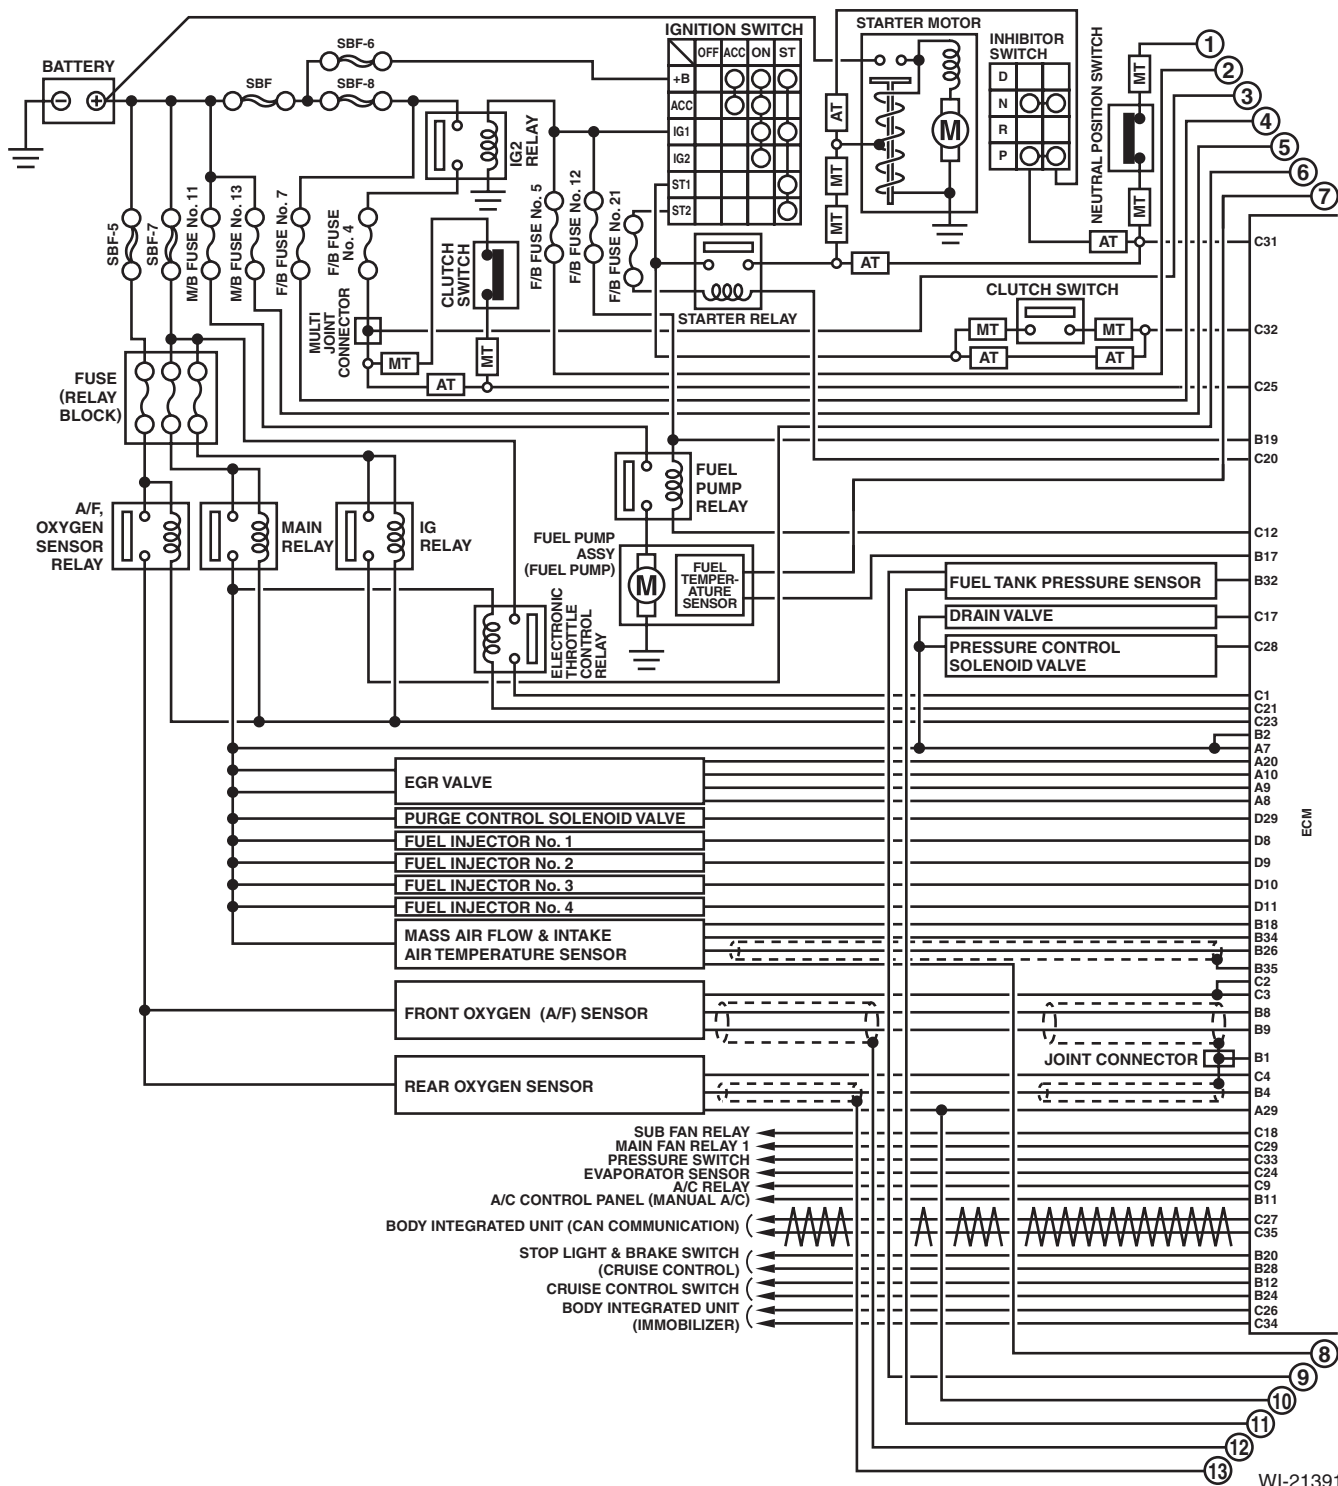 IGNITION SWITCH
STARTER MOTOR
INHIBITOR
SWITCH
NEUTRAL POSITION SWITCH
SBF-6
BATTERY
SBF
SBF-8
OFF ACC ON ST
+B
ACC
IG1
IG2
ST1
ST2
D
N
R
P
M
AT
MT
MT
MT
MT
AT
AT
1
2
3
4
5
6
7
IG2
RELAY
SBF-5
SBF-7
M/B FUSE No. 11
M/B FUSE No. 13
F/B FUSE No. 7
F/B FUSE
No. 4
CLUTCH
SWITCH
F/B FUSE No. 5
F/B FUSE No. 12
F/B FUSE No. 21
STARTER RELAY
CLUTCH SWITCH
MT
MT
AT
AT
MULTI
JOINT
CONNECTOR
MT
MT
AT
FUSE
(RELAY
BLOCK)
C31
C32
C25
B19
C20
C12
B17
B32
C17
C28
C1
C21
C23
B2
A7
A20
A10
A9
A8
D29
D8
D9
D10
D11
B18
B34
B26
B35
C2
C3
B8
B9
B1
C4
B4
A29
C18
C29
C33
C24
C9
B11
C27
C35
B20
B28
B12
B24
C26
C34
ECM
A/F,
OXYGEN
SENSOR
RELAY
MAIN
RELAY
IG
RELAY
FUEL
PUMP
RELAY
FUEL PUMP
ASSY
(FUEL PUMP)
M
FUEL
TEMPER-
ATURE
SENSOR
ELECTRONIC
THROTTLE
CONTROL
RELAY
FUEL TANK PRESSURE SENSOR
DRAIN VALVE
PRESSURE CONTROL
SOLENOID VALVE
EGR VALVE
PURGE CONTROL SOLENOID VALVE
FUEL INJECTOR No. 1
FUEL INJECTOR No. 2
FUEL INJECTOR No. 3
FUEL INJECTOR No. 4
MASS AIR FLOW & INTAKE
AIR TEMPERATURE SENSOR
FRONT OXYGEN (A/F) SENSOR
JOINT CONNECTOR
REAR OXYGEN SENSOR
SUB FAN RELAY
MAIN FAN RELAY 1
PRESSURE SWITCH
EVAPORATOR SENSOR
A/C RELAY
A/C CONTROL PANEL (MANUAL A/C)
BODY INTEGRATED UNIT (CAN COMMUNICATION)
STOP LIGHT & BRAKE SWITCH
(CRUISE CONTROL)
CRUISE CONTROL SWITCH
BODY INTEGRATED UNIT
(IMMOBILIZER)
8
9
10
11
12
13
WI-21391